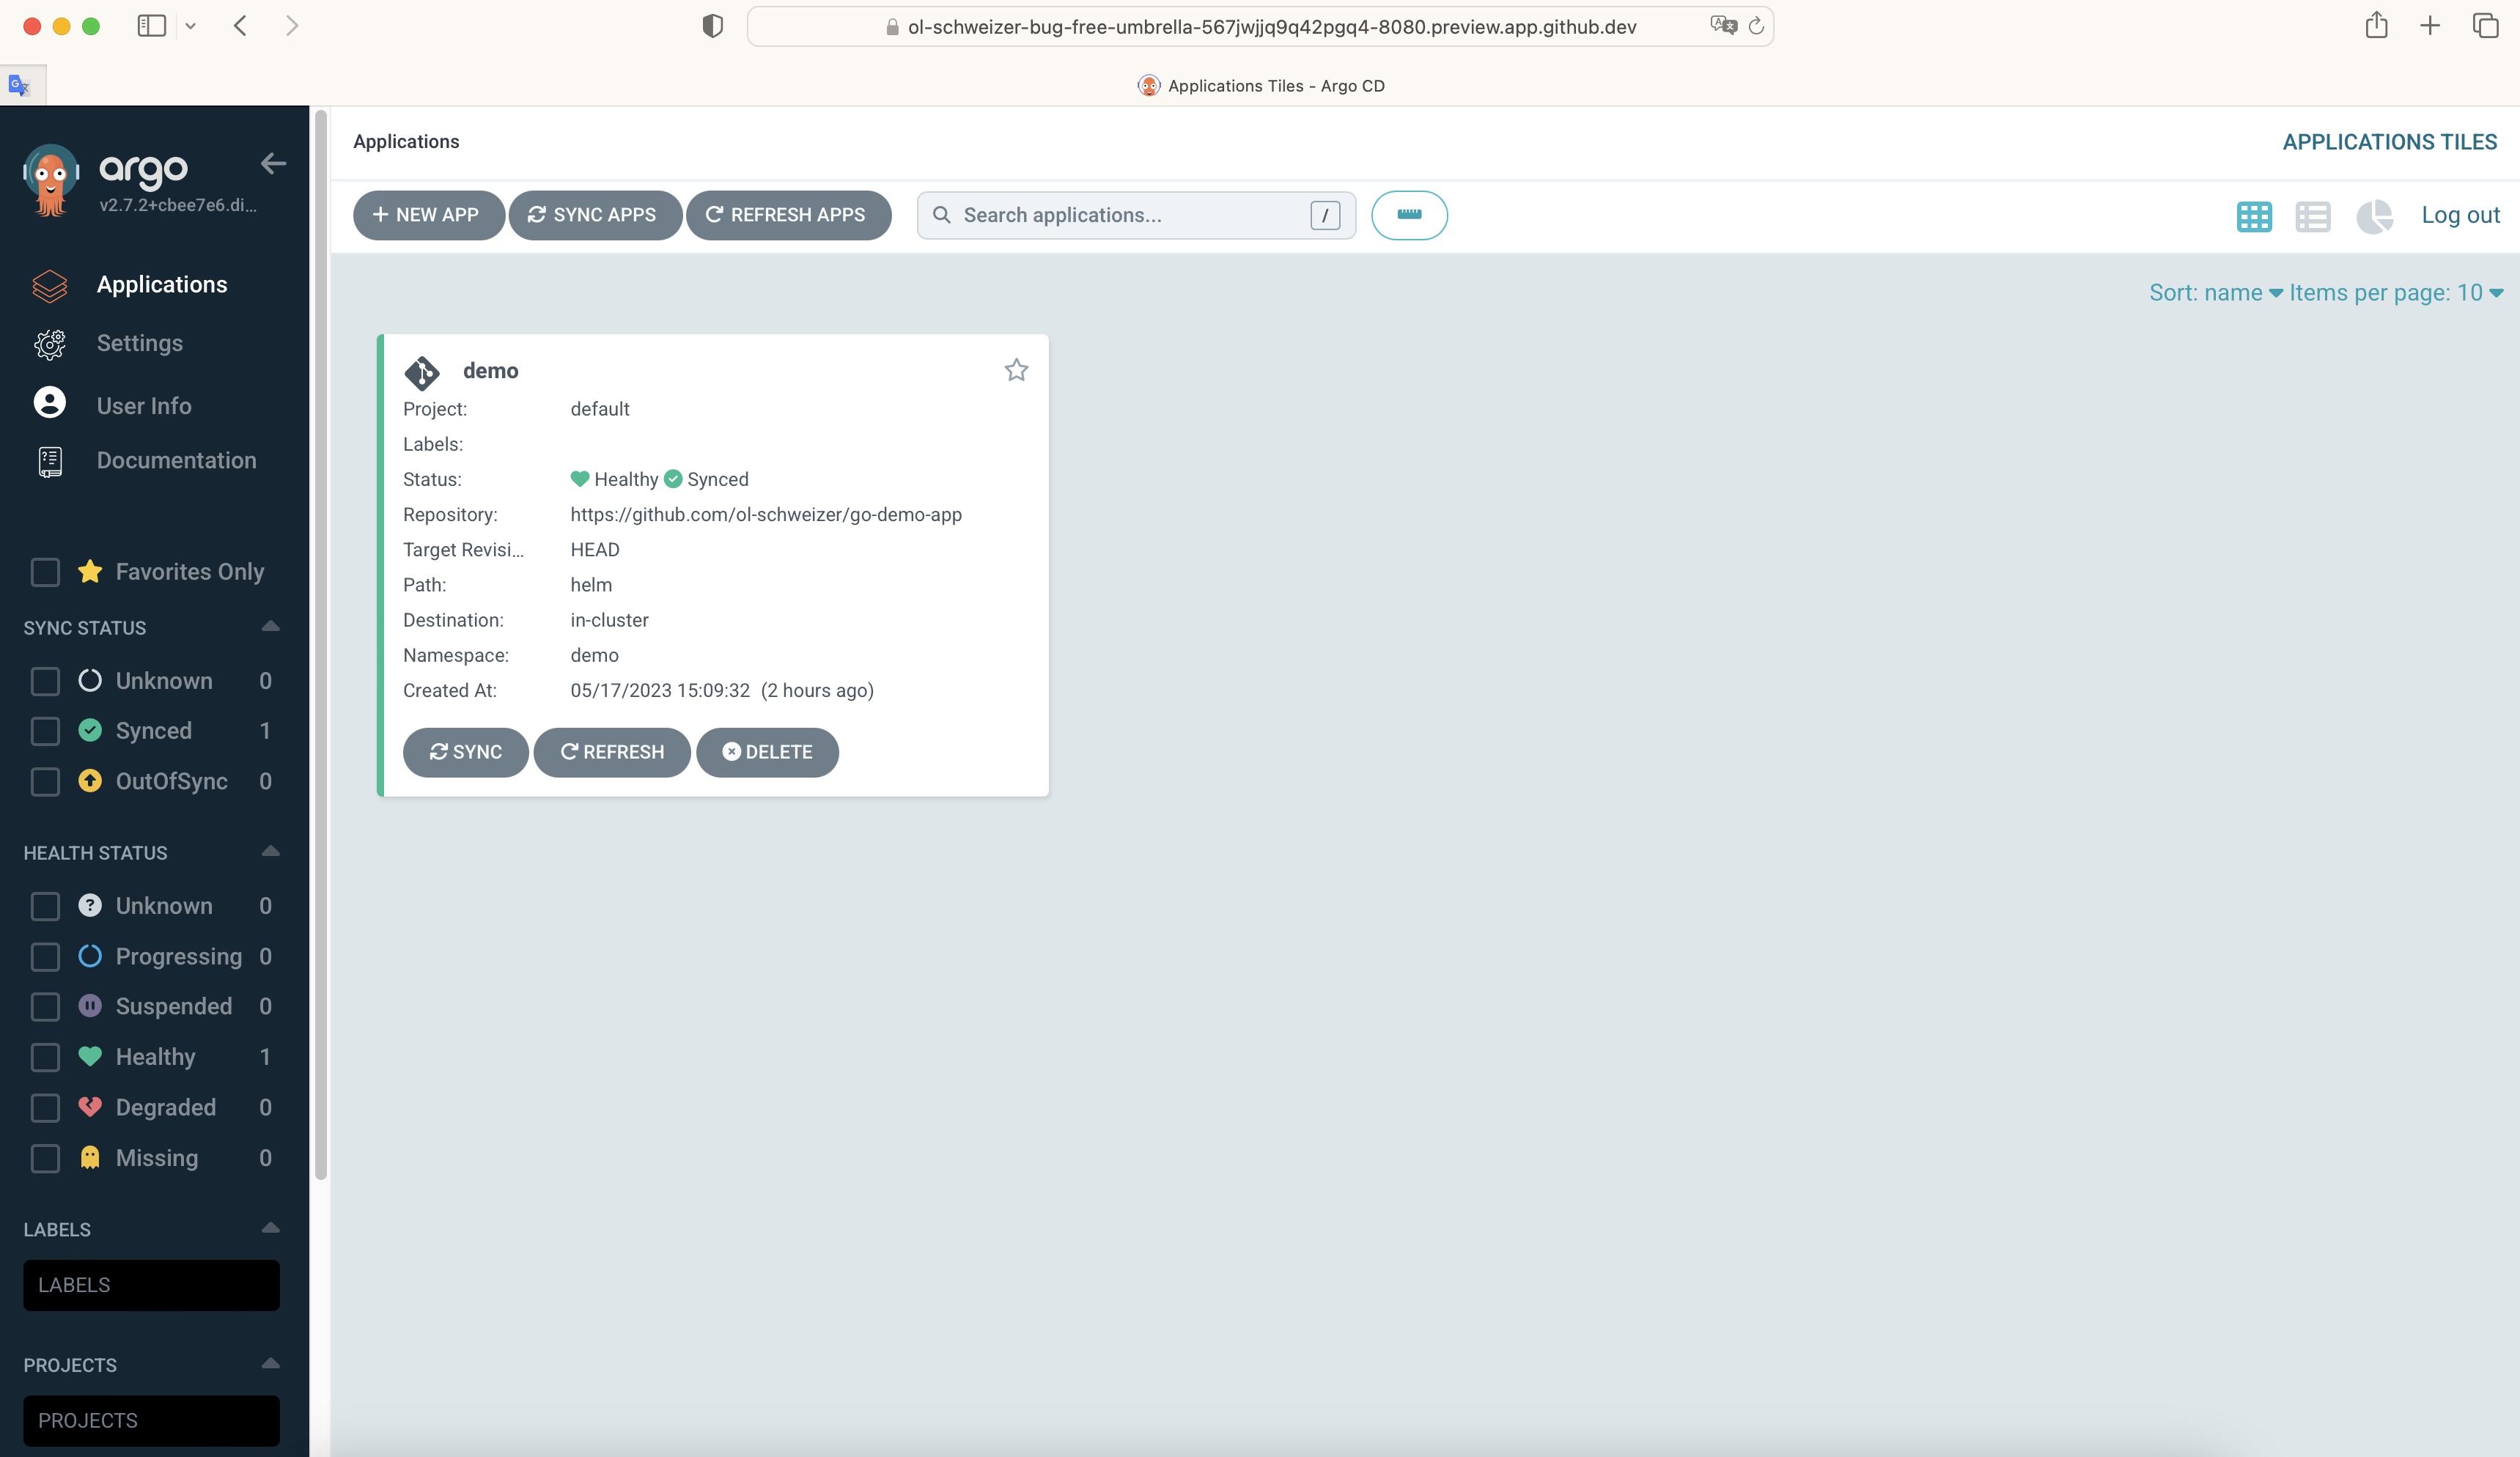 ol-schweizer-bug-free-umbrella-567jwjjq9q42pgq4-8080.preview.app.github.dev
Applications Tiles - Argo CD
argo
v2.7.2+cbee7e6.di...
Applications
Settings
User Info
Documentation
Favorites Only
SYNC STATUS
Unknown 0
Synced 1
OutOfSync 0
HEALTH STATUS
Unknown 0
Progressing 0
Suspended 0
Healthy 1
Degraded 0
Missing 0
LABELS
LABELS
PROJECTS
PROJECTS
Applications
APPLICATIONS TILES
NEW APP SYNC APPS REFRESH APPS Search applications... / Log out
Sort: name Items per page: 10
demo
Project: default
Labels:
Status: Healthy Synced
Repository: https://github.com/ol-schweizer/go-demo-app
Target Revisi... HEAD
Path: helm
Destination: in-cluster
Namespace: demo
Created At: 05/17/2023 15:09:32 (2 hours ago)
SYNC REFRESH DELETE